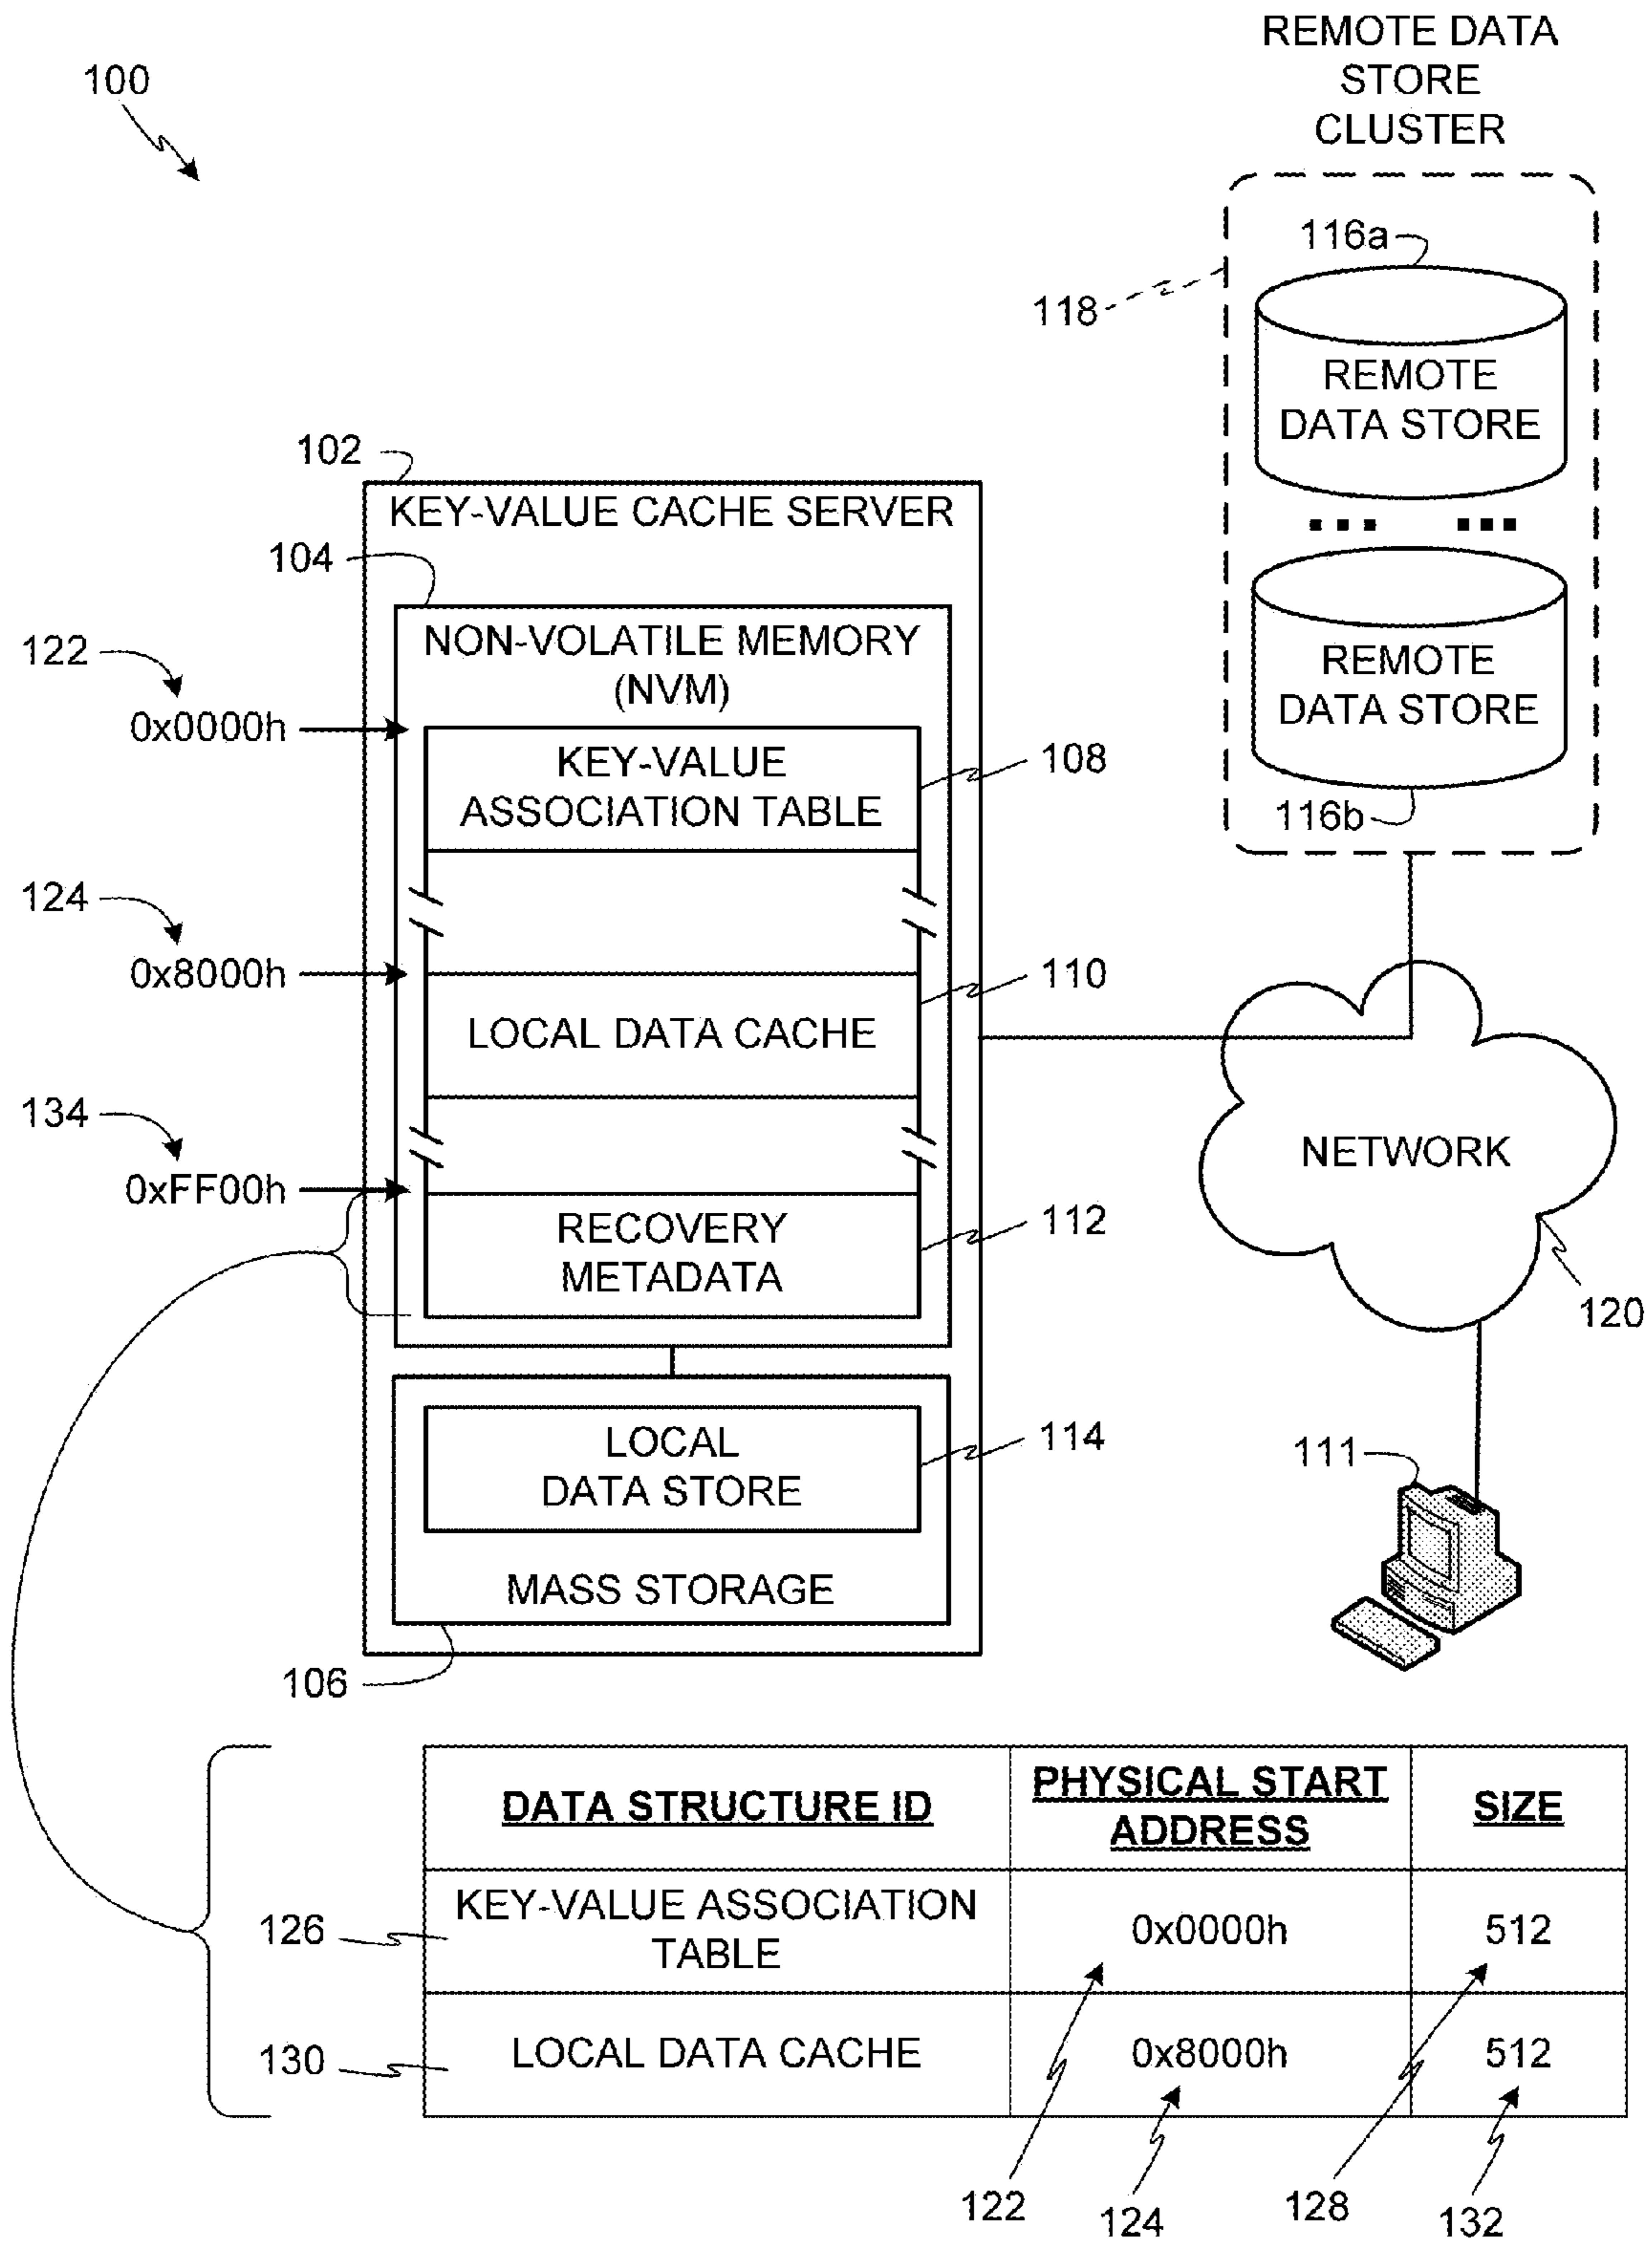 REMOTE DATA
STORE
CLUSTER
100
116a
118
REMOTE
DATA STORE
102
KEY-VALUE CACHE SERVER
104
NON-VOLATILE MEMORY
(NVM)
REMOTE
DATA STORE
116b
122
0x0000h
KEY-VALUE
ASSOCIATION TABLE
108
124
0x8000h
LOCAL DATA CACHE
110
134
0xFF00h
RECOVERY
METADATA
112
NETWORK
120
LOCAL
DATA STORE
114
MASS STORAGE
106
111
DATA STRUCTURE ID
PHYSICAL START
ADDRESS
SIZE
126
KEY-VALUE ASSOCIATION
TABLE
0x0000h
512
130
LOCAL DATA CACHE
0x8000h
512
122
124
128
132